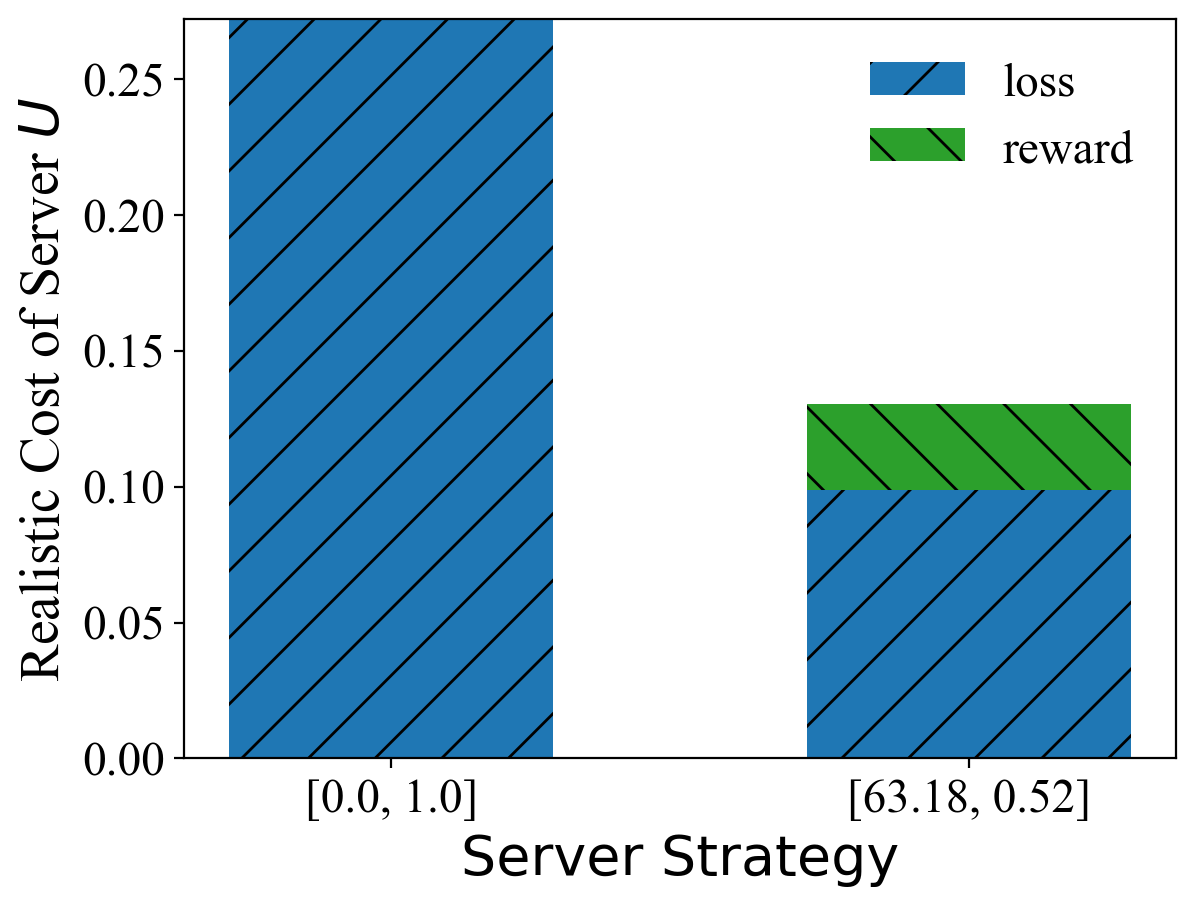 Realistic Cost of Server U
0.25
0.20
0.15
0.10
0.05
0.00
loss
reward
[0.0, 1.0]
[63.18, 0.52]
Server Strategy